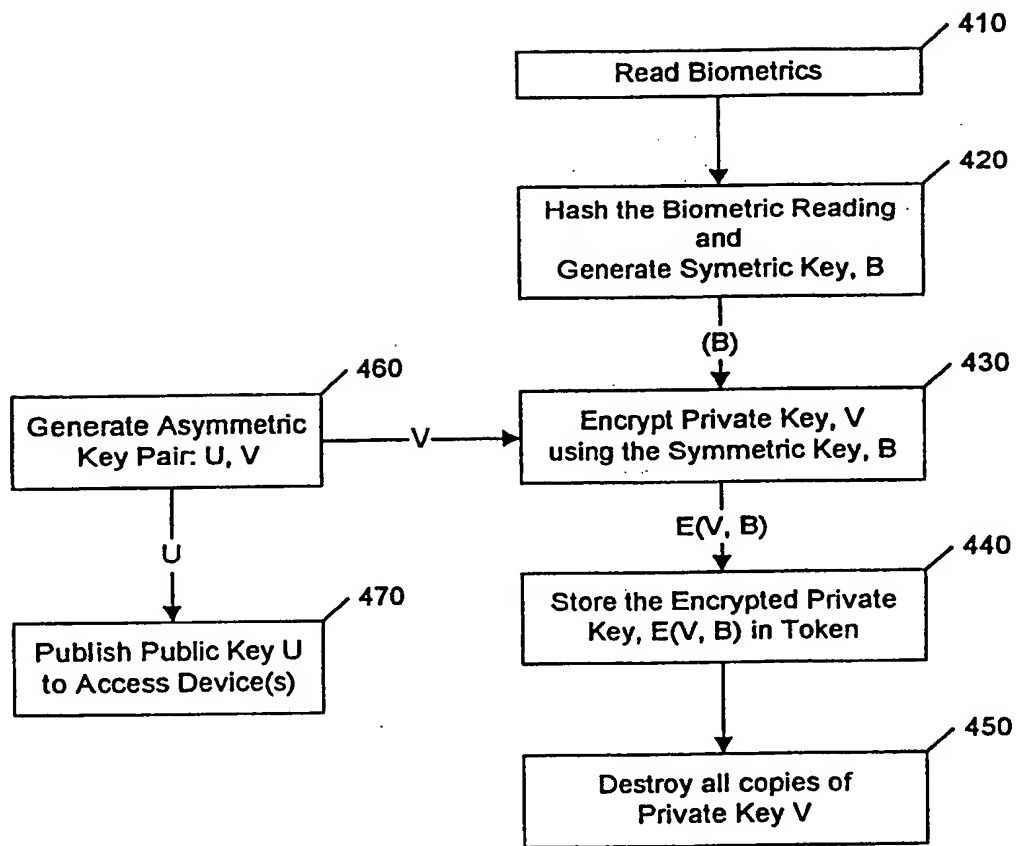 410
Read Biometrics
420
Hash the Biometric Reading
and
Generate Symetric Key, B
(B)
430
460
Generate Asymmetric
Key Pair: U, V
V
Encrypt Private Key, V
using the Symmetric Key, B
E(V, B)
U
440
470
Store the Encrypted Private
Key, E(V, B) in Token
Publish Public Key U
to Access Device(s)
450
Destroy all copies of
Private Key V